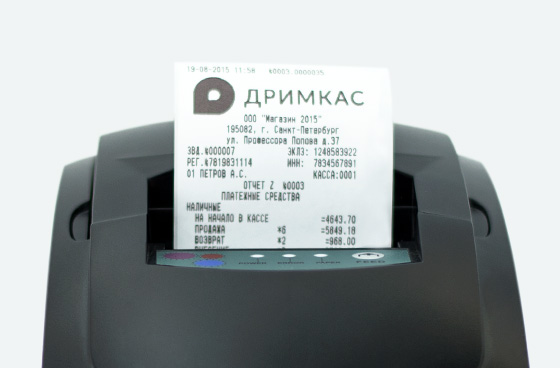 19-08-2015 11:58 №0003.0000035
ДРИМКАС
ООО "Магазин 2015"
195082, г. Санкт-Петербург
ул. Профессора Попова д.37
ЗВД.№000007 ЭКЛЗ: 1248583922
РЕГ.№7819831114 ИНН: 7834567891
01 ПЕТРОВ А.С. КАССА:0001
ОТЧЕТ Z №0003
ПЛАТЕЖНЫЕ СРЕДСТВА
НАЛИЧНЫЕ
НА НАЧАЛО В КАССЕ =4643.70
ПРОДАЖА *6 =5849.18
ВОЗВРАТ *2 =968.00
FEED